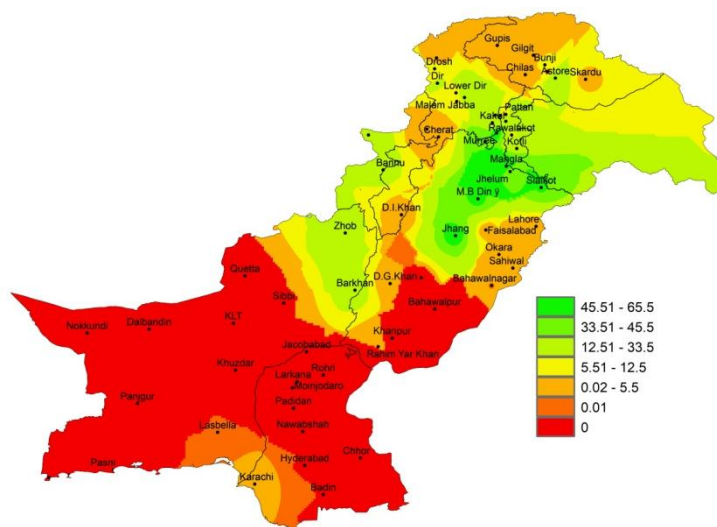 Gupis
Gilgit
Bunji
Drosh
Chilas
Astore
Skardu
Dir
Lower Dir
Malam Jabba
Pattan
Kakul
Cherat
Rawalakot
Murree
Kotli
Bannu
Mangla
Jhelum
Sialkot
M.B Din ÿ
D.I.Khan
Zhob
Jhang
Lahore
Faisalabad
Okara
Sahiwal
Quetta
Barkhan
D.G.Khan
Bahawalnagar
Sibbi
Bahawalpur
45.51 - 65.5
33.51 - 45.5
12.51 - 33.5
5.51 - 12.5
0.02 - 5.5
0.01
0
Nokkundi
Dalbandin
KLT
Khanpur
Jacobabad
Rahim Yar Khan
Khuzdar
Rohri
Larkana
Momjodaro
Panjgur
Padidan
Lasbella
Nawabshah
Pasni
Hyderabad
Chhor
Karachi
Badin